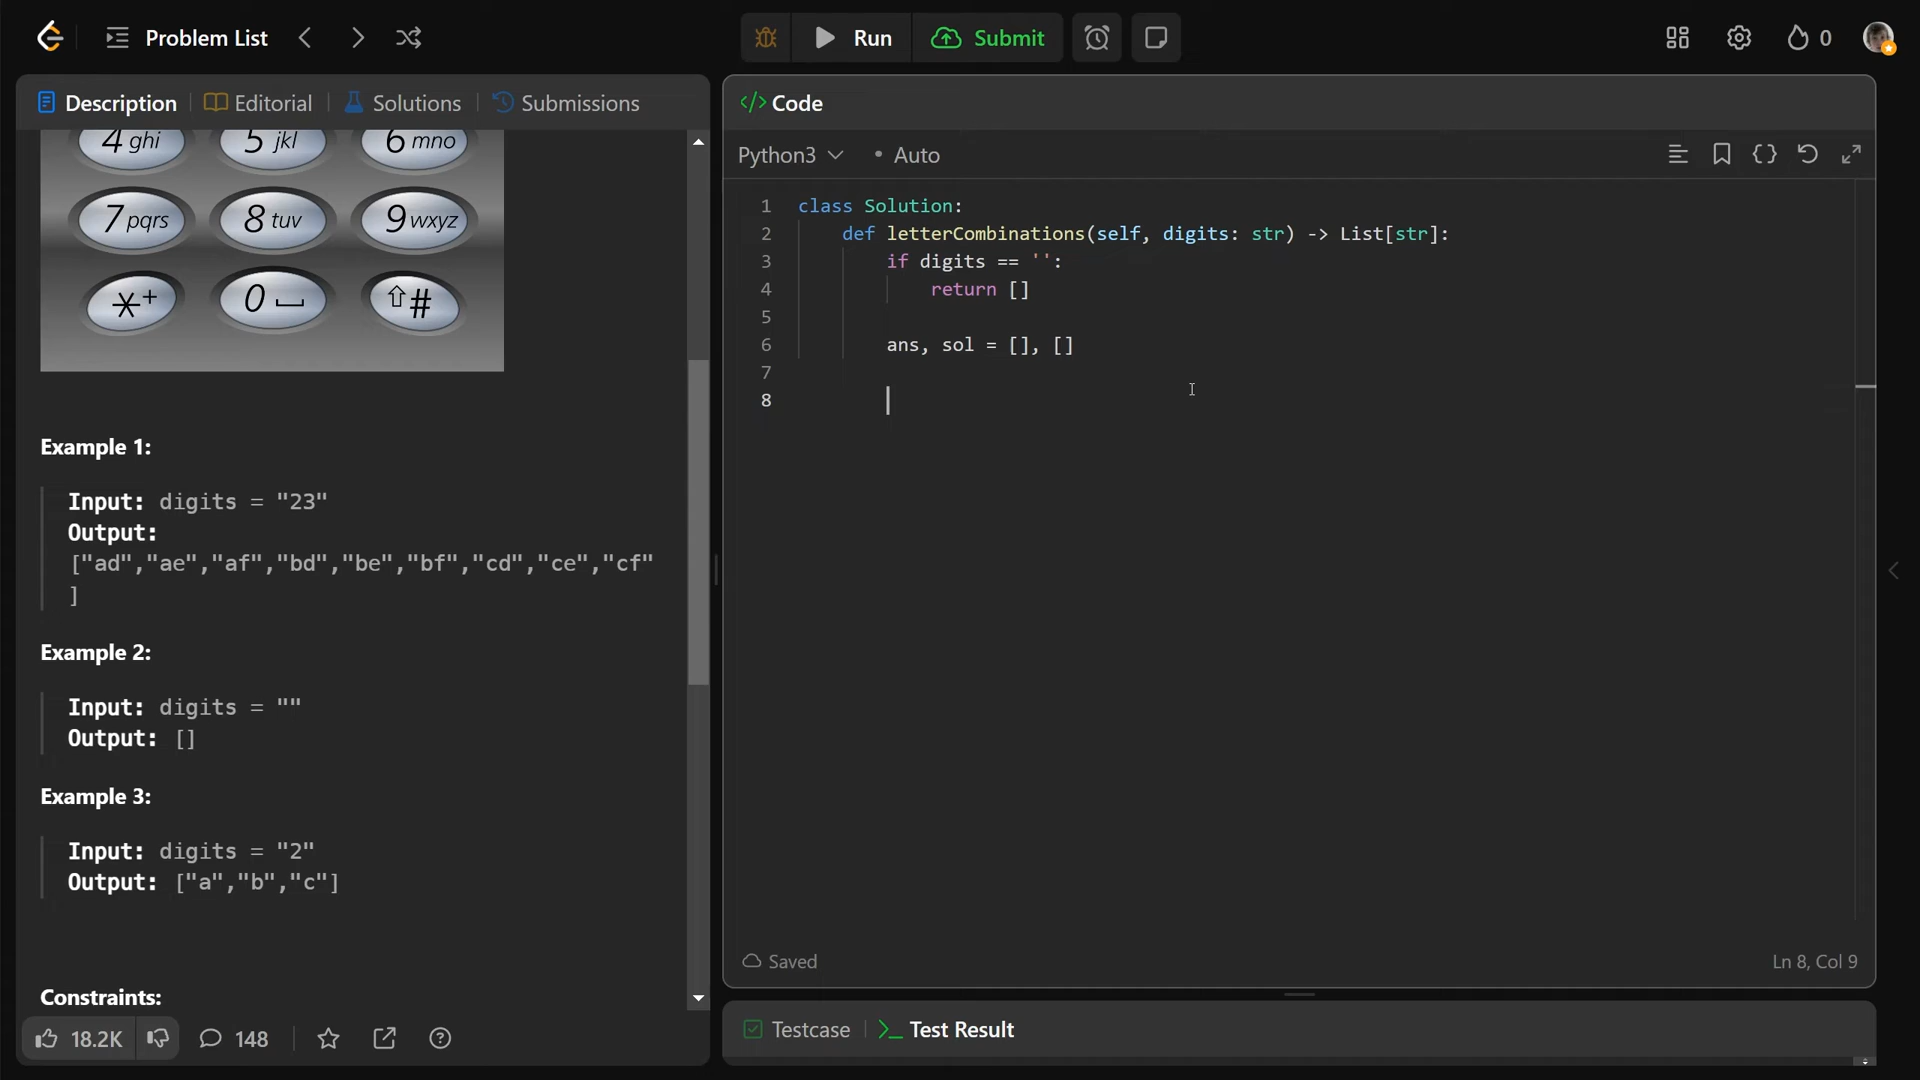 Problem List
Run
Submit
0
Description
Editorial
Solutions
Submissions
4 ghi 5 jkl 6 mno
7 pqrs 8 tuv 9 wxyz
* + 0 #
Example 1:
Input: digits = "23"
Output:
["ad","ae","af","bd","be","bf","cd","ce","cf"
]
Example 2:
Input: digits = ""
Output: []
Example 3:
Input: digits = "2"
Output: ["a","b","c"]
Constraints:
18.2K
148
</> Code
Python3
• Auto
1 class Solution:
2 def letterCombinations(self, digits: str) -> List[str]:
3 if digits == '':
4 return []
5
6 ans, sol = [], []
7
8
Saved
Ln 8, Col 9
Testcase
>_ Test Result